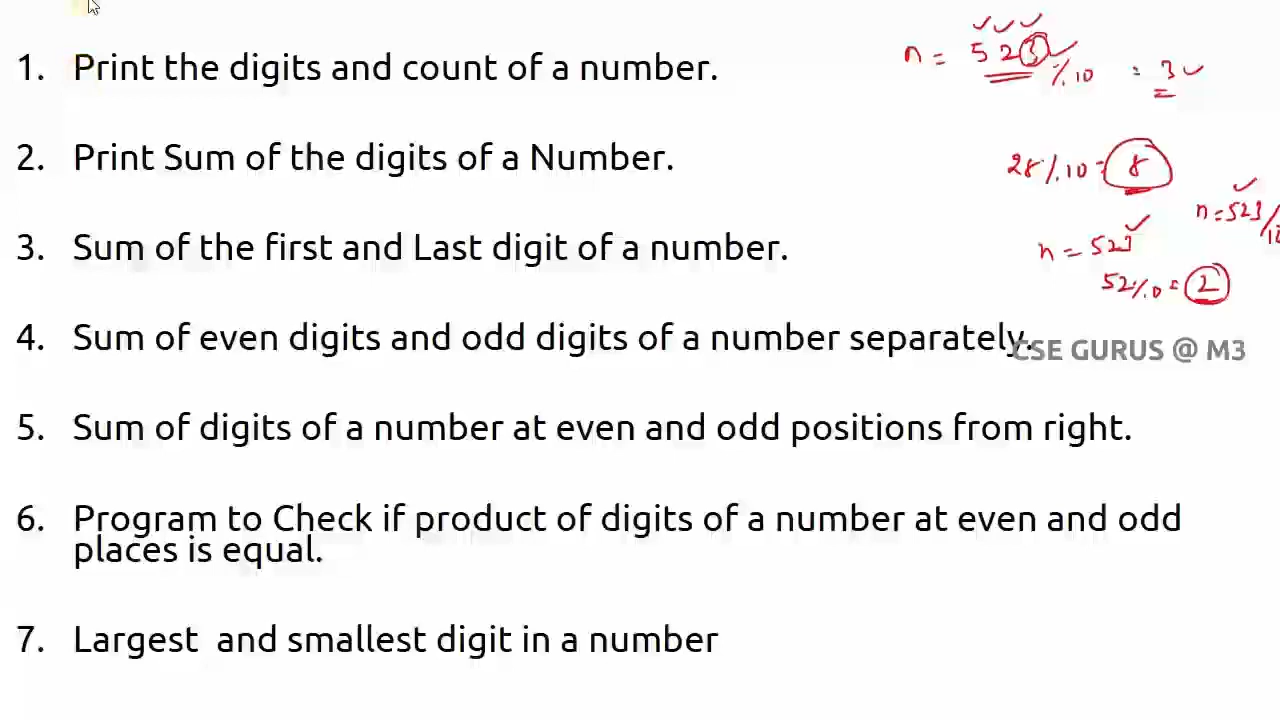 1. Print the digits and count of a number.
n = 523 %10 = 3
2. Print Sum of the digits of a Number.
28%10 = 8
n=523/10
3. Sum of the first and Last digit of a number.
n = 523
52%10 = 2
4. Sum of even digits and odd digits of a number separately.
CSE GURUS @ M3
5. Sum of digits of a number at even and odd positions from right.
6. Program to Check if product of digits of a number at even and odd
places is equal.
7. Largest and smallest digit in a number